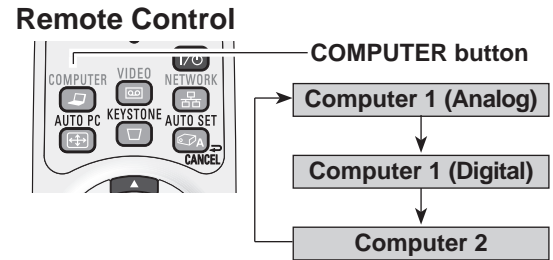 Remote Control
I/⏻
COMPUTER VIDEO NETWORK
AUTO PC KEYSTONE AUTO SET
A
CANCEL
COMPUTER button
Computer 1 (Analog)
Computer 1 (Digital)
Computer 2